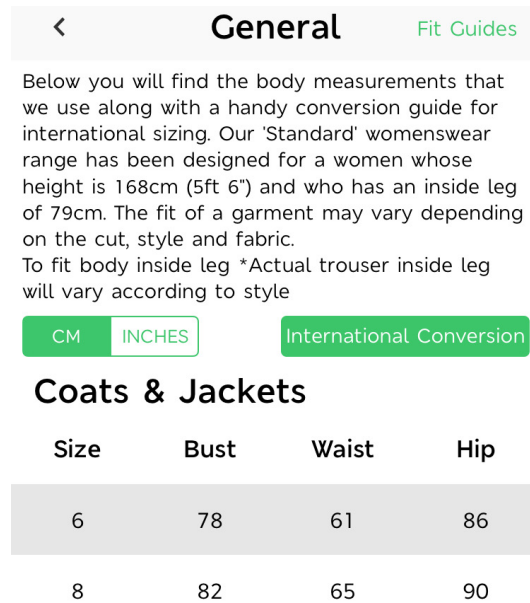 General
Fit Guides
Below you will find the body measurements that
we use along with a handy conversion guide for
international sizing. Our 'Standard' womenswear
range has been designed for a women whose
height is 168cm (5ft 6") and who has an inside leg
of 79cm. The fit of a garment may vary depending
on the cut, style and fabric.
To fit body inside leg *Actual trouser inside leg
will vary according to style
CM INCHES International Conversion
Coats & Jackets
Size Bust Waist Hip
6 78 61 86
8 82 65 90